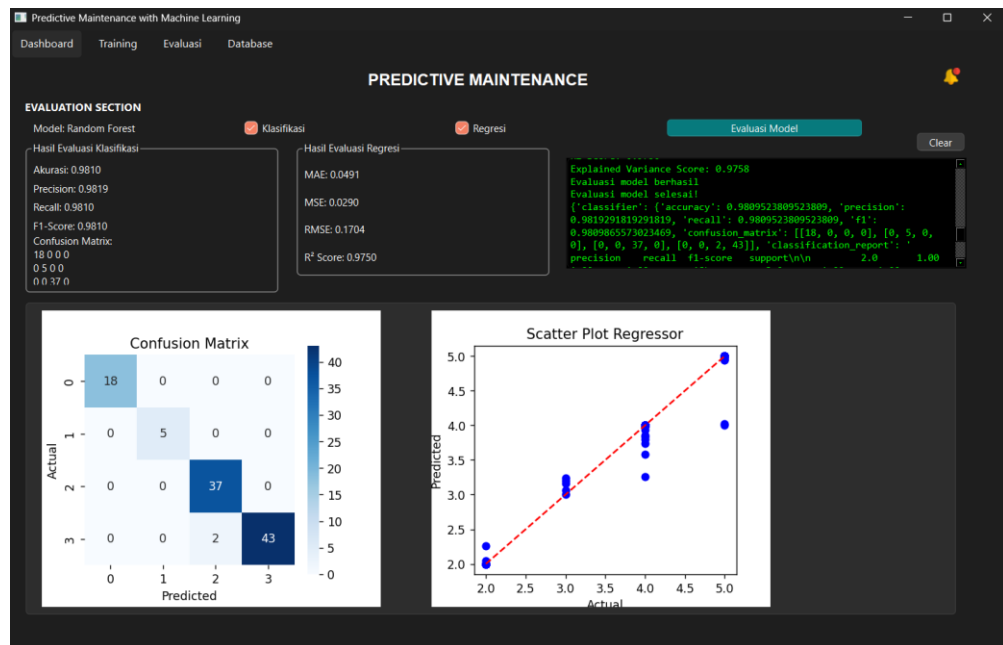 Predictive Maintenance with Machine Learning
Dashboard Training Evaluasi Database
PREDICTIVE MAINTENANCE
EVALUATION SECTION
Model: Random Forest Klasifikasi Regresi Evaluasi Model
Clear
Hasil Evaluasi Klasifikasi
Akurasi: 0.9810
Precision: 0.9819
Recall: 0.9810
F1-Score: 0.9810
Confusion Matrix:
18 0 0 0
0 5 0 0
0 0 37 0
Hasil Evaluasi Regresi
MAE: 0.0491
MSE: 0.0290
RMSE: 0.1704
R² Score: 0.9750
Explained Variance Score: 0.9758
Evaluasi model berhasil
Evaluasi model selesai!
{'classifier': {'accuracy': 0.9809523809523809, 'precision':
0.9819291819291819, 'recall': 0.9809523809523809, 'f1':
0.9809865573023469, 'confusion_matrix': [[18, 0, 0, 0], [0, 5, 0,
0], [0, 0, 37, 0], [0, 0, 2, 43]], 'classification_report': '
precision recall f1-score support\n\n 2.0 1.00
Confusion Matrix
Actual
0 18 0 0 0
1 0 5 0 0
2 0 0 37 0
3 0 0 2 43
0 1 2 3
Predicted
40
35
30
25
20
15
10
5
0
Scatter Plot Regressor
Predicted
5.0
4.5
4.0
3.5
3.0
2.5
2.0
2.0 2.5 3.0 3.5 4.0 4.5 5.0
Actual